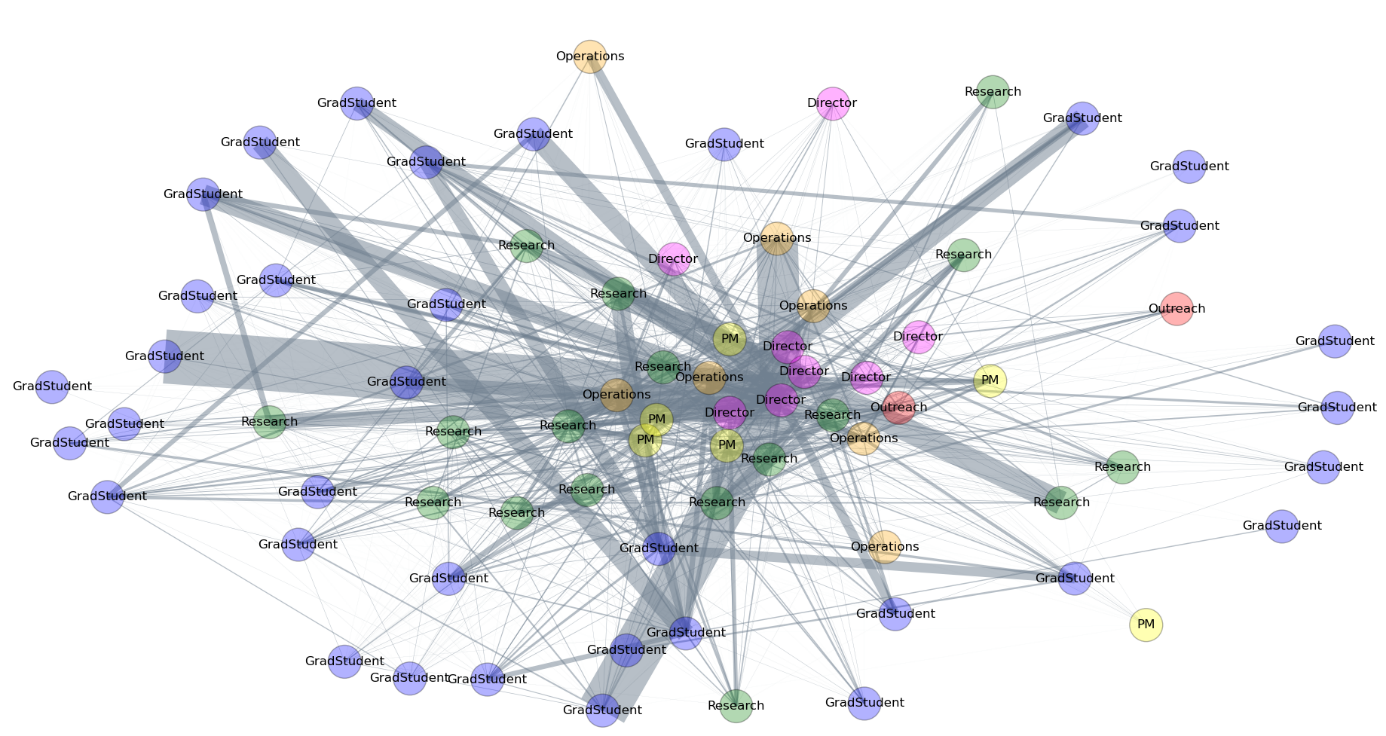 Operations
Research
GradStudent
Director
GradStudent
GradStudent
GradStudent
GradStudent
GradStudent
GradStudent
GradStudent
GradStudent
GradStudent
Operations
Research
Research
Director
GradStudent
Research
GradStudent
GradStudent
Operations
Outreach
Director
PM
GradStudent
Director
GradStudent
Research
Director
Operations
Director
PM
GradStudent
GradStudent
Operations
Director
GradStudent
Outreach
Director
Research
PM
Research
GradStudent
Research
Research
Operations
PM
GradStudent
PM
Research
Research
GradStudent
Research
GradStudent
GradStudent
Research
Research
Research
Research
GradStudent
GradStudent
Operations
GradStudent
GradStudent
GradStudent
GradStudent
PM
GradStudent
GradStudent
GradStudent
GradStudent
GradStudent
GradStudent
Research
GradStudent